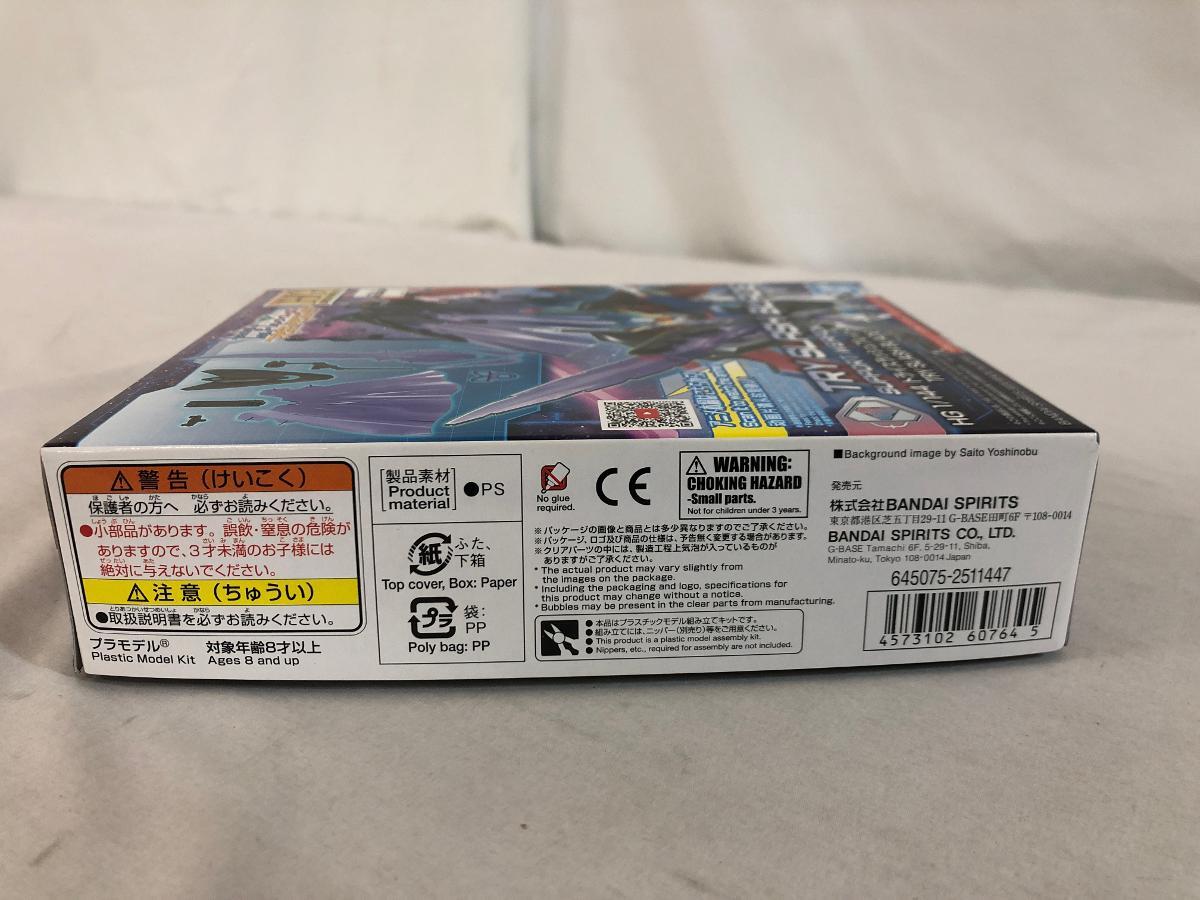 HG 1/144
■Background image by Saito Yoshinobu
警告(けいこく)
保護者の方へ 必ずお読みください。
●小部品があります。誤飲・窒息の危険が
ありますので、3才未満のお子様には
絶対に与えないでください。
注意(ちゅうい)
●取扱説明書を必ずお読みください。
プラモデル®
Plastic Model Kit
対象年齢8才以上
Ages 8 and up
[製品素材]
Product
material
●PS
紙
ふた、
下箱
Top cover, Box: Paper
プラ
袋:
PP
Poly bag: PP
No glue
required.
CE
WARNING:
CHOKING HAZARD
-Small parts.
Not for children under 3 years.
※パッケージの画像と商品とは多少異なりますのでご了承ください。
※パッケージ、ロゴ及び商品の仕様は、予告無く変更する場合があります。
※クリアパーツの中には、製造工程上気泡が入っているものが
ありますがご了承ください。
* The actual product may vary slightly from
the images on the package.
* Including the packaging and logo, specifications for
this product may change without a notice.
* Bubbles may be present in the clear parts from manufacturing.
● 本品はプラスチックモデル組み立てキットです。
● 組み立てには、ニッパー(別売り)等をご用意ください。
● This product is a plastic model assembly kit.
● Nippers, etc., required for assembly are not included.
発売元
株式会社BANDAI SPIRITS
東京都港区芝五丁目29-11 G-BASE田町6F 〒108-0014
BANDAI SPIRITS CO., LTD.
G-BASE Tamachi 6F, 5-29-11, Shiba,
Minato-ku, Tokyo 108-0014 Japan
645075-2511447
4573102 607645